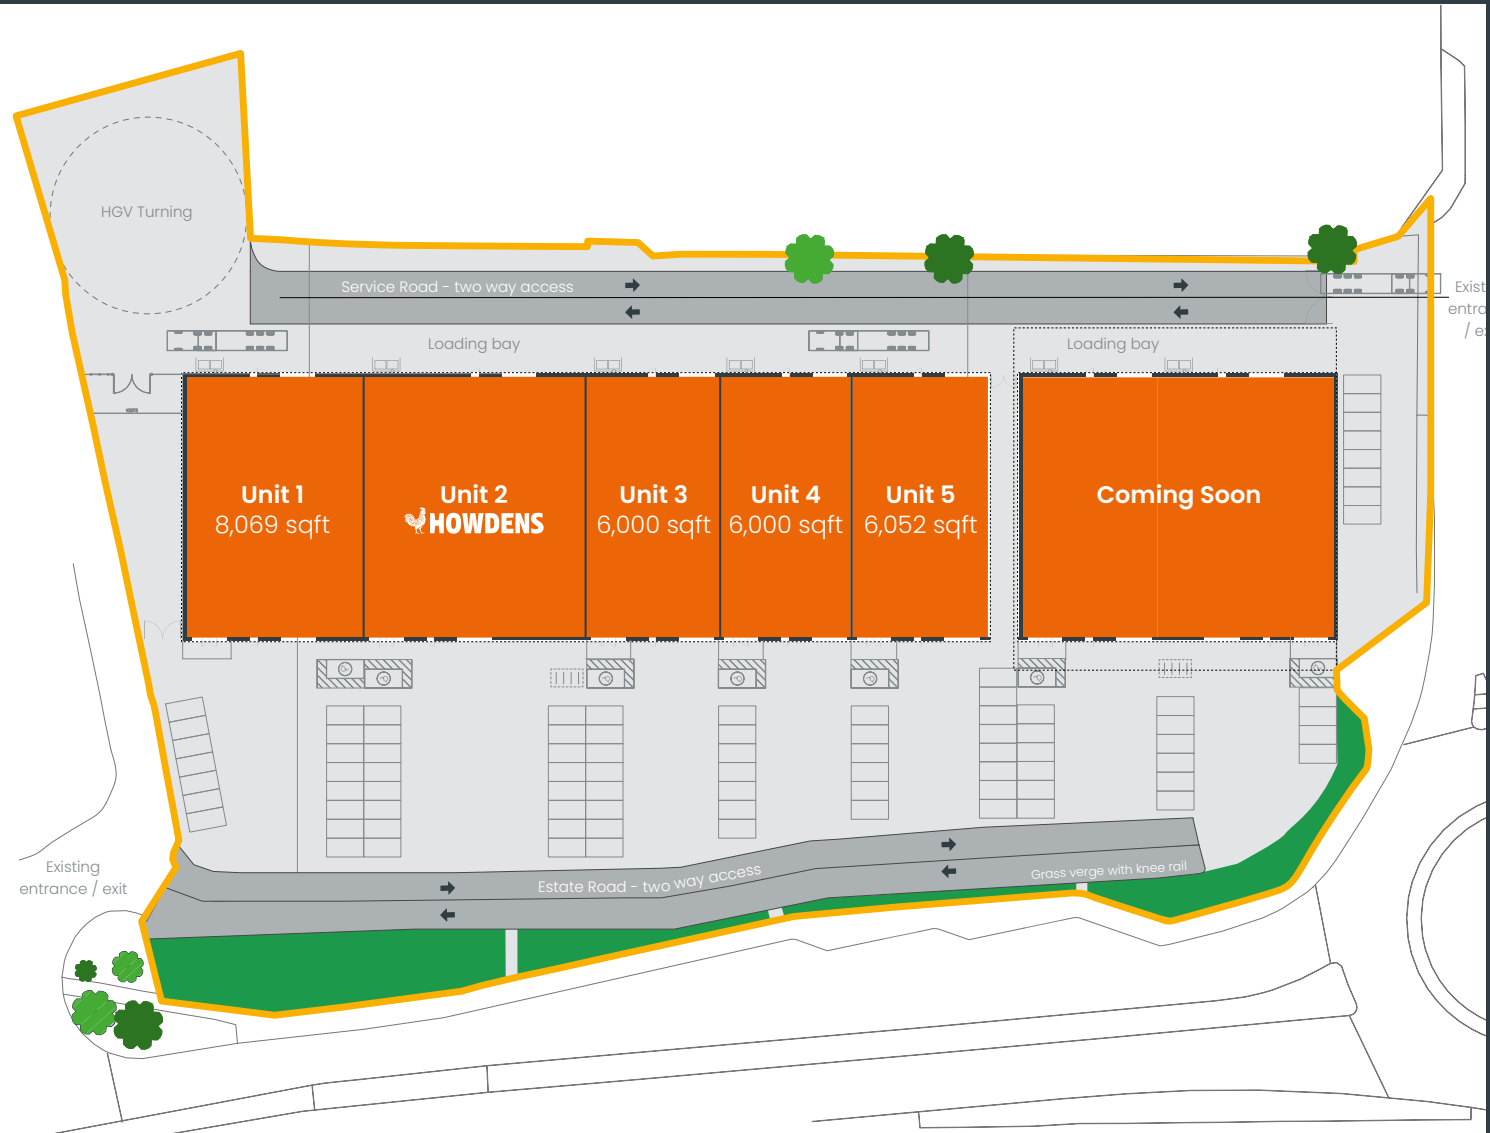 HGV Turning
Service Road - two way access
Exist
entra
/ e
Loading bay
Loading bay
Unit 1
8,069 sqft
Unit 2
HOWDENS
Unit 3
6,000 sqft
Unit 4
6,000 sqft
Unit 5
6,052 sqft
Coming Soon
Existing
entrance / exit
Estate Road - two way access
Grass verge with knee rail